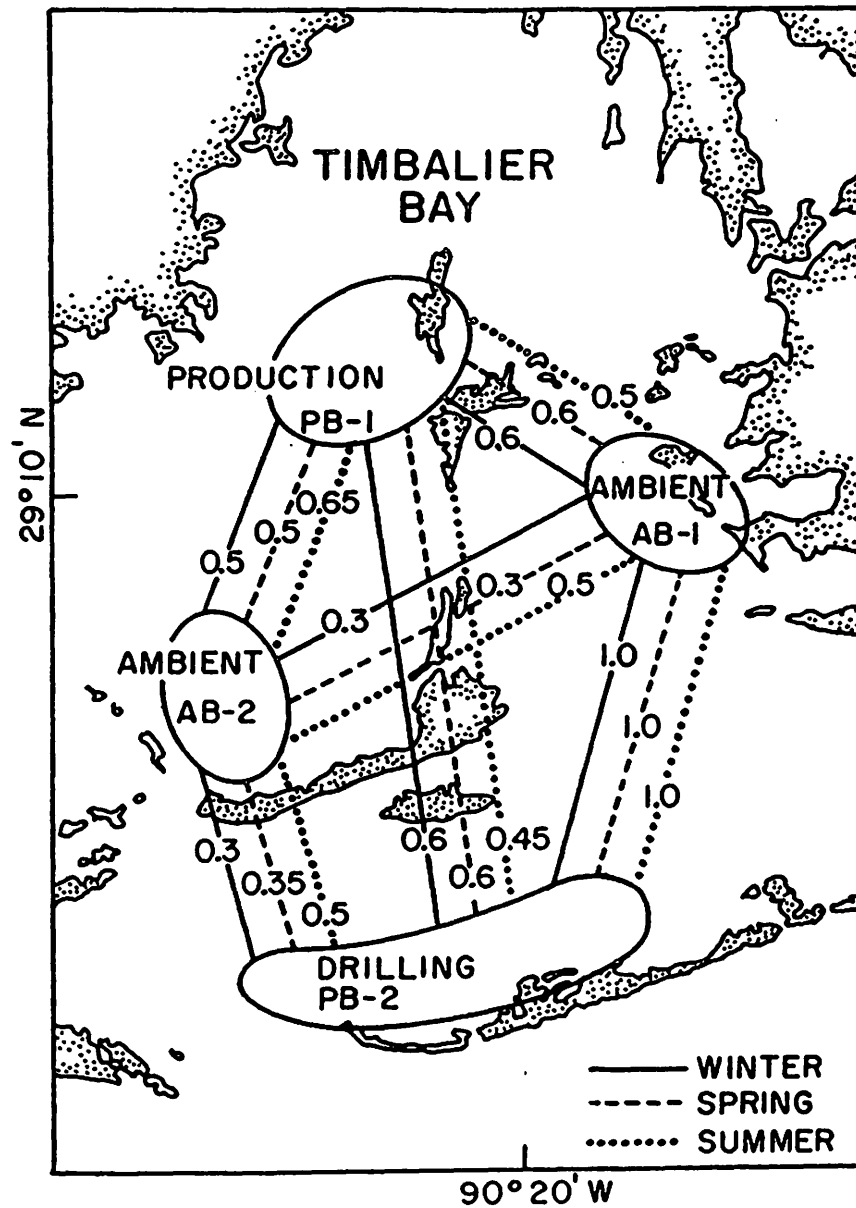 TIMBALIER
BAY
PRODUCTION
PB-1
0.5
0.6
0.6
29°10' N
AMBIENT
AB-1
0.65
0.5
0.5
0.3
0.5
0.3
AMBIENT
AB-2
1.0
1.0
1.0
0.3
0.6
0.45
0.35
0.6
0.5
DRILLING
PB-2
WINTER
SPRING
SUMMER
90°20' W